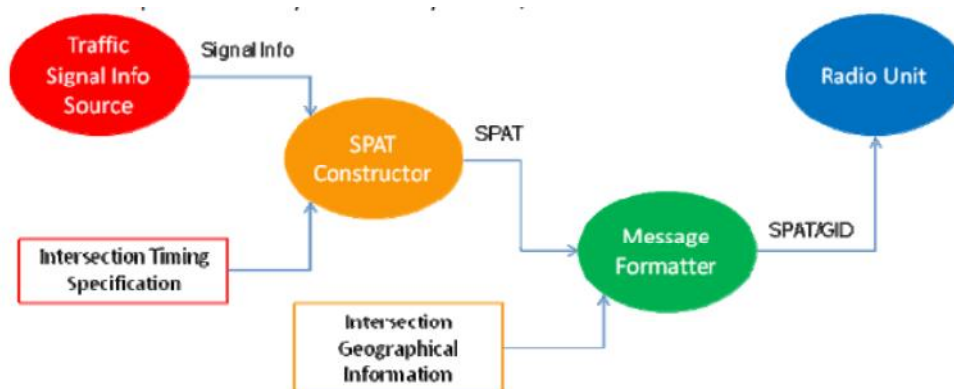 Traffic
Signal Info
Source
Signal Info
Radio Unit
SPAT
Constructor
SPAT
Intersection Timing
Specification
Message
Formatter
SPAT/GID
Intersection
Geographical
Information